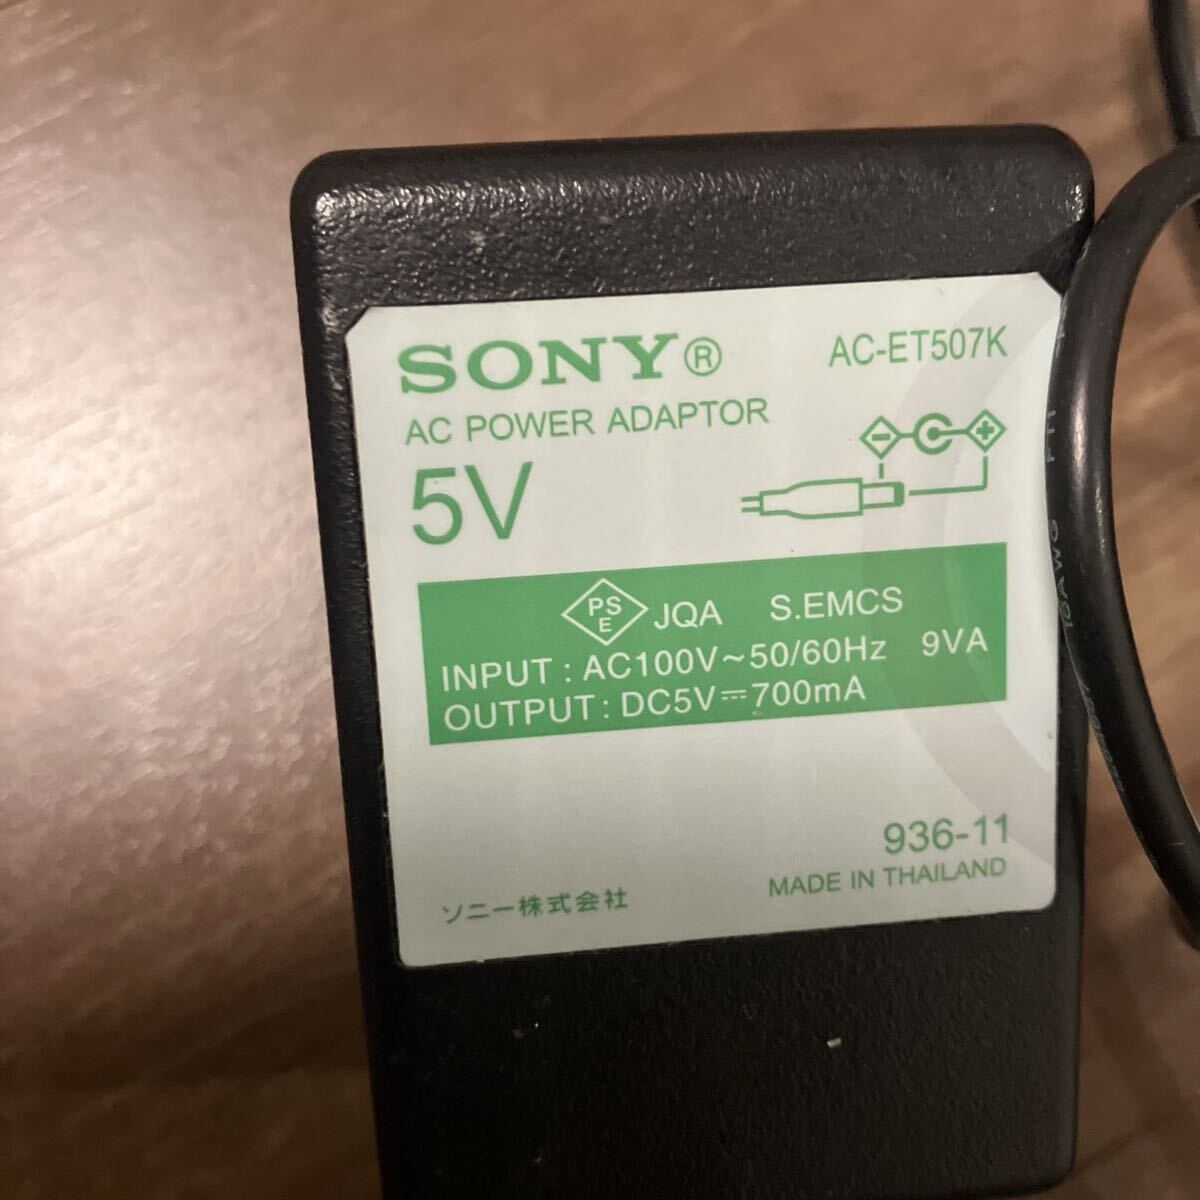 SONY® AC-ET507K
AC POWER ADAPTOR
5V
PSE JQA S.EMCS
INPUT : AC100V~50/60Hz 9VA
OUTPUT : DC5V⎓700mA
936-11
MADE IN THAILAND
ソニー株式会社